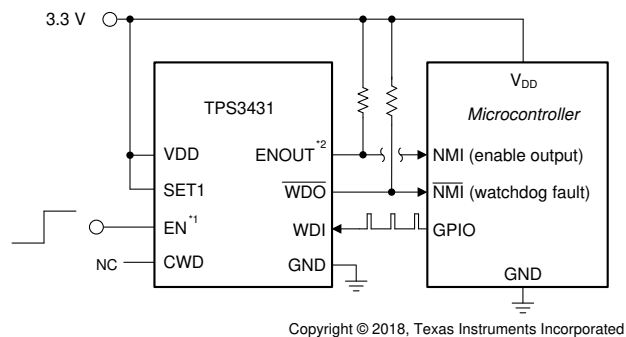 3.3 V
TPS3431
VDD
SET1
EN*1
CWD
NC
ENOUT*2
WDO
WDI
GND
VDD
Microcontroller
NMI (enable output)
NMI (watchdog fault)
GPIO
GND
Copyright © 2018, Texas Instruments Incorporated